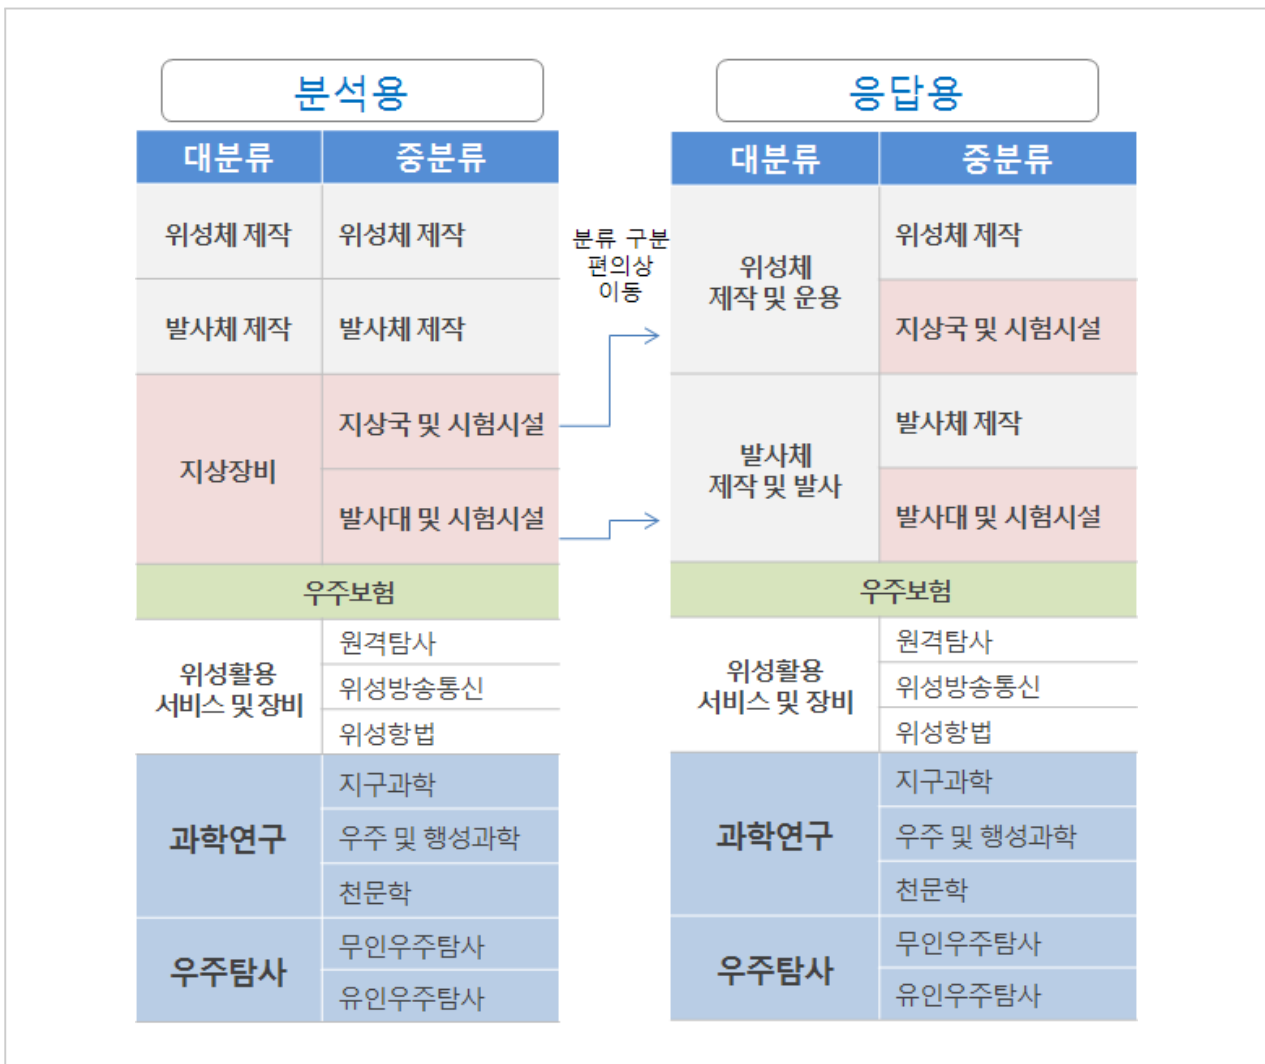 분석용
대분류 중분류
위성체 제작 위성체 제작
발사체 제작 발사체 제작
지상장비
지상국 및 시험시설
발사대 및 시험시설
우주보험
위성활용
서비스 및 장비
원격탐사
위성방송통신
위성항법
과학연구
지구과학
우주 및 행성과학
천문학
우주탐사
무인우주탐사
유인우주탐사
분류 구분
편의상
이동
응답용
대분류 중분류
위성체
제작 및 운용
위성체 제작
지상국 및 시험시설
발사체
제작 및 발사
발사체 제작
발사대 및 시험시설
우주보험
위성활용
서비스 및 장비
원격탐사
위성방송통신
위성항법
과학연구
지구과학
우주 및 행성과학
천문학
우주탐사
무인우주탐사
유인우주탐사